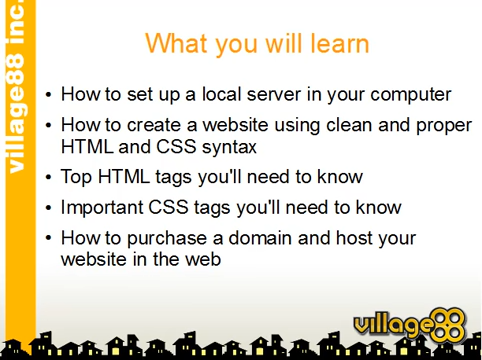 village88 inc.
What you will learn
• How to set up a local server in your computer
• How to create a website using clean and proper
HTML and CSS syntax
• Top HTML tags you'll need to know
• Important CSS tags you'll need to know
• How to purchase a domain and host your
website in the web
village88